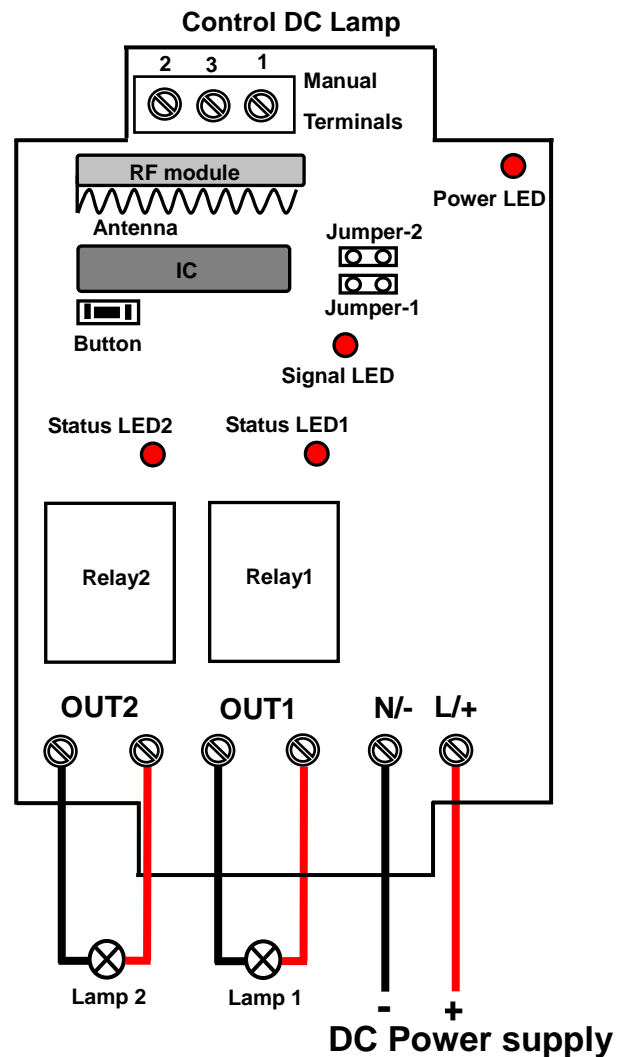 Control DC Lamp
2 3 1
Manual
Terminals
RF module
Power LED
Antenna
Jumper-2
IC
Jumper-1
Button
Signal LED
Status LED2 Status LED1
Relay2 Relay1
OUT2 OUT1 N/- L/+
Lamp 2 Lamp 1
- +
DC Power supply